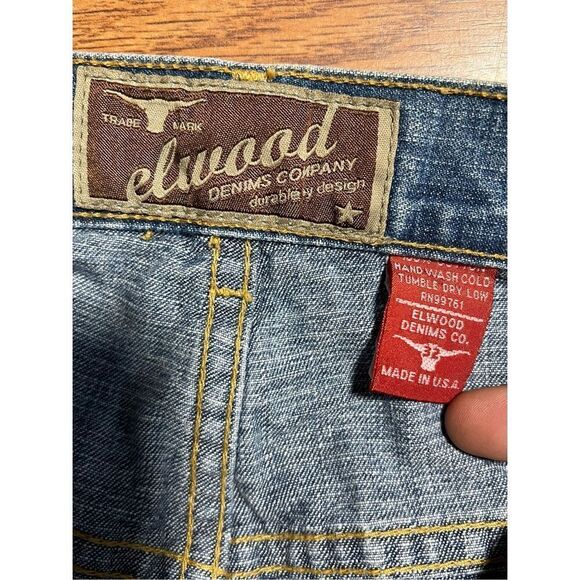 TRADE MARK
elwood
DENIMS COMPANY
durable by design
HAND WASH COLD
TUMBLE DRY LOW
RN99761
ELWOOD
DENIMS CO.
MADE IN U.S.A.